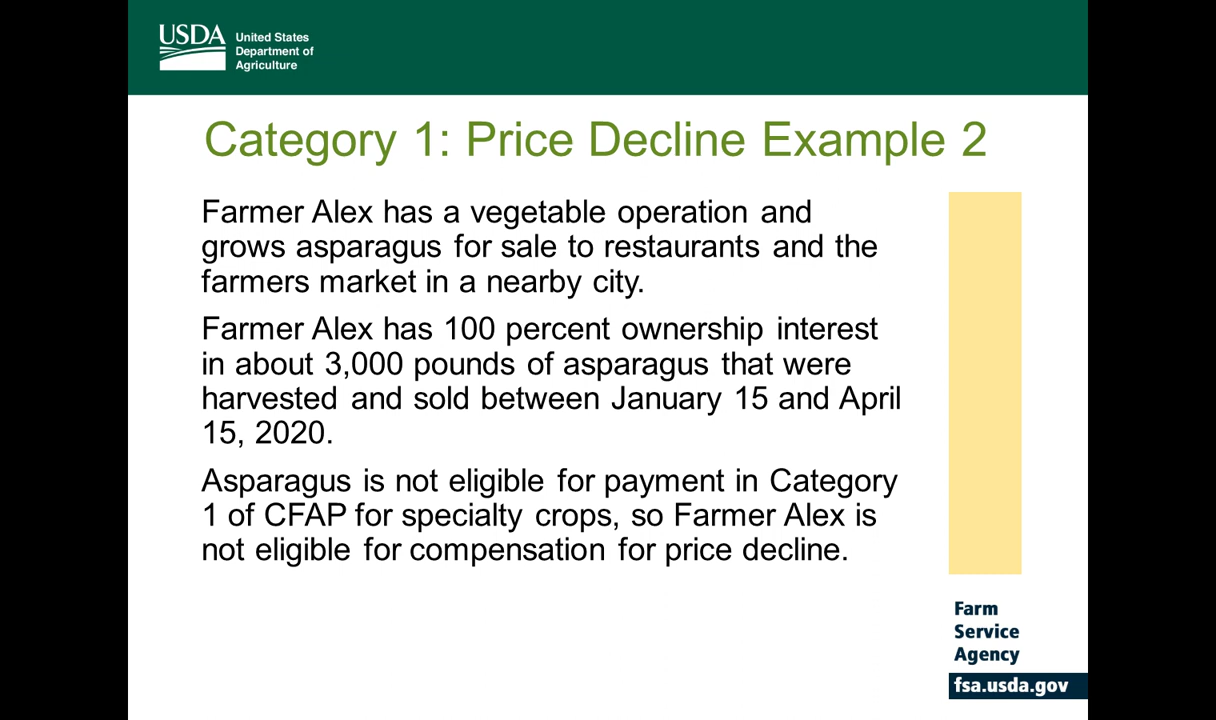 USDA
United States
Department of
Agriculture
Category 1: Price Decline Example 2
Farmer Alex has a vegetable operation and
grows asparagus for sale to restaurants and the
farmers market in a nearby city.
Farmer Alex has 100 percent ownership interest
in about 3,000 pounds of asparagus that were
harvested and sold between January 15 and April
15, 2020.
Asparagus is not eligible for payment in Category
1 of CFAP for specialty crops, so Farmer Alex is
not eligible for compensation for price decline.
Farm
Service
Agency
fsa.usda.gov